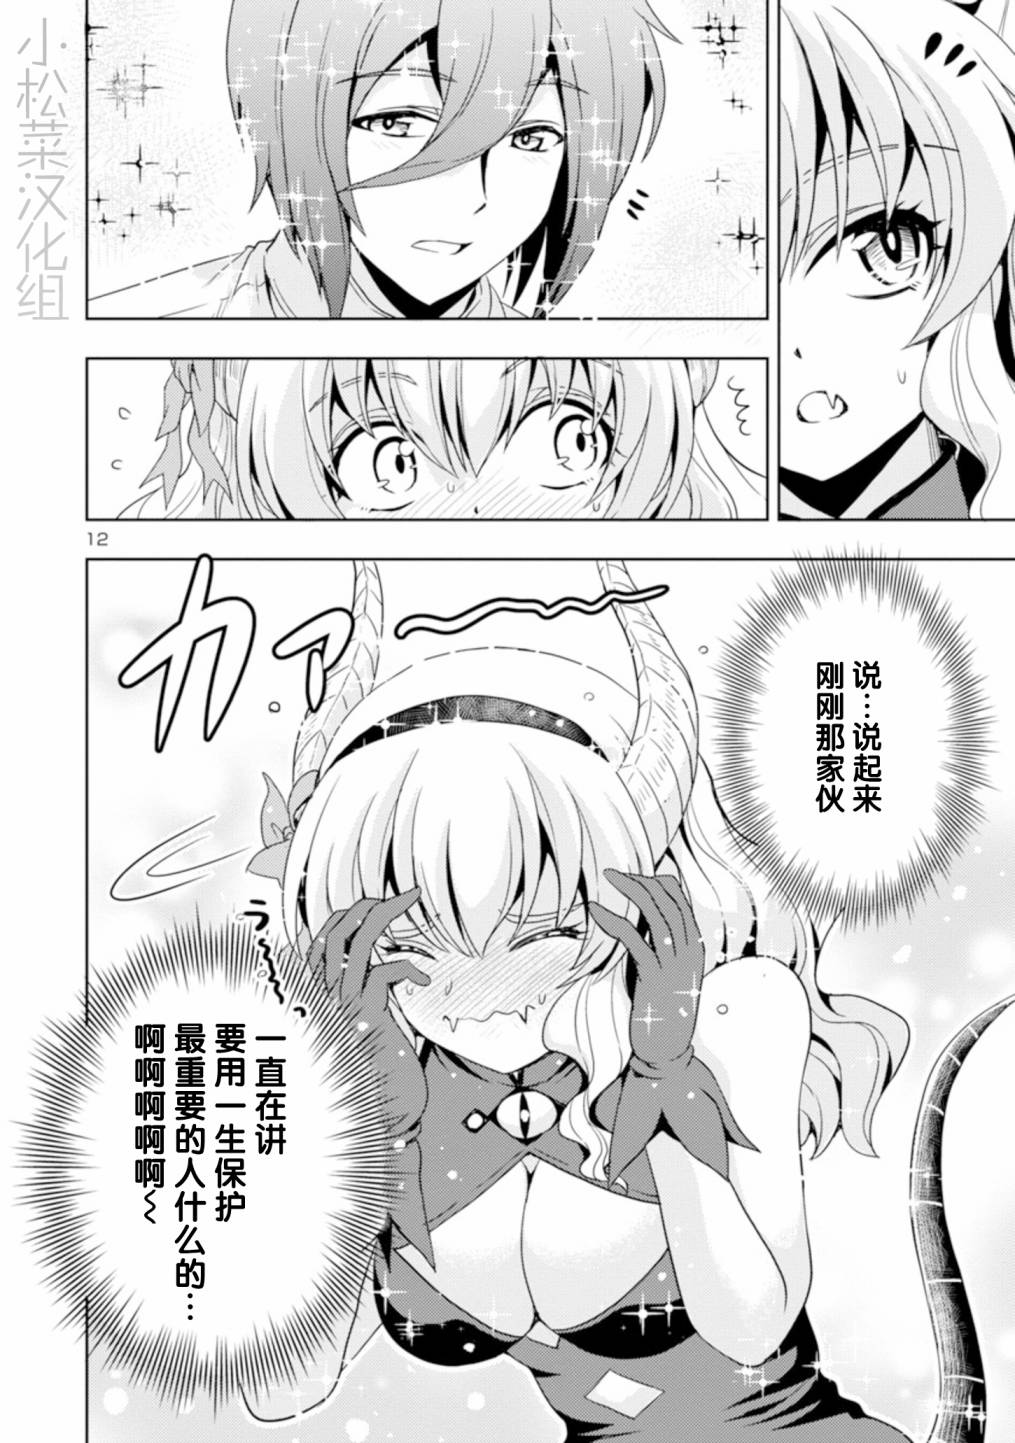 小松菜汉化组
12
カァ〜〜
说…说起来
刚刚那家伙
う〜〜〜…
一直在讲
要用一生保护
最重要的人什么的…
啊啊啊啊啊~